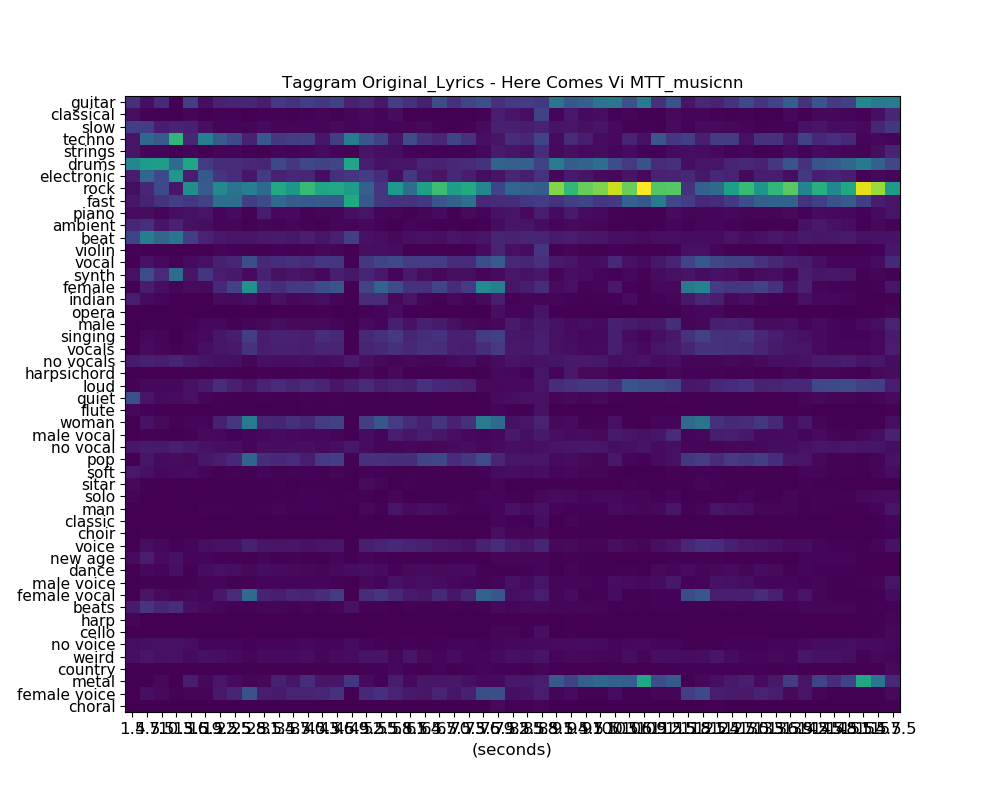 Taggram Original_Lyrics - Here Comes Vi MTT_musicnn
guitar
classical
slow
techno
strings
drums
electronic
rock
fast
piano
ambient
beat
violin
vocal
synth
female
indian
opera
male
singing
vocals
no vocals
harpsichord
loud
quiet
flute
woman
male vocal
no vocal
pop
soft
sitar
solo
man
classic
choir
voice
new age
dance
male voice
female vocal
beats
harp
cello
no voice
weird
country
metal
female voice
choral
(seconds)